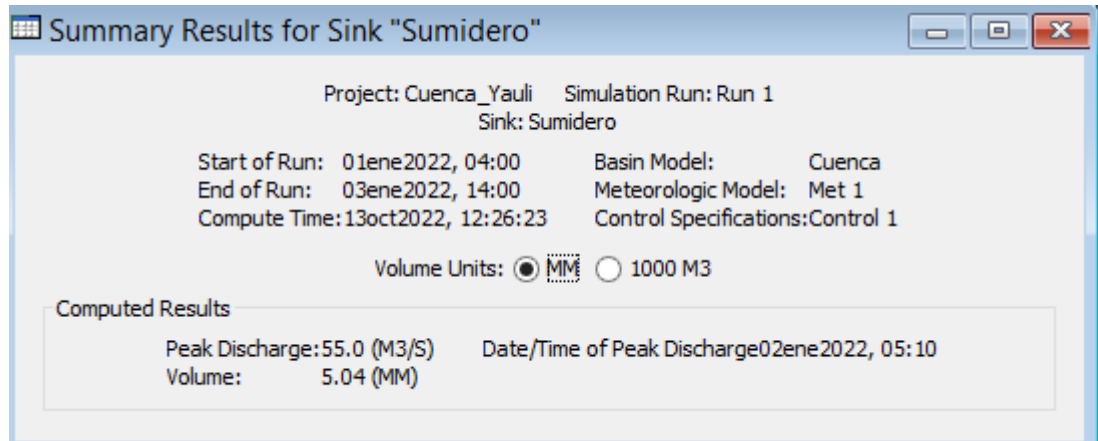 Summary Results for Sink "Sumidero"
Project: Cuenca_Yauli Simulation Run: Run 1
Sink: Sumidero
Start of Run: 01ene2022, 04:00 Basin Model: Cuenca
End of Run: 03ene2022, 14:00 Meteorologic Model: Met 1
Compute Time:13oct2022, 12:26:23 Control Specifications:Control 1
Volume Units: MM 1000 M3
Computed Results
Peak Discharge:55.0 (M3/S) Date/Time of Peak Discharge02ene2022, 05:10
Volume: 5.04 (MM)